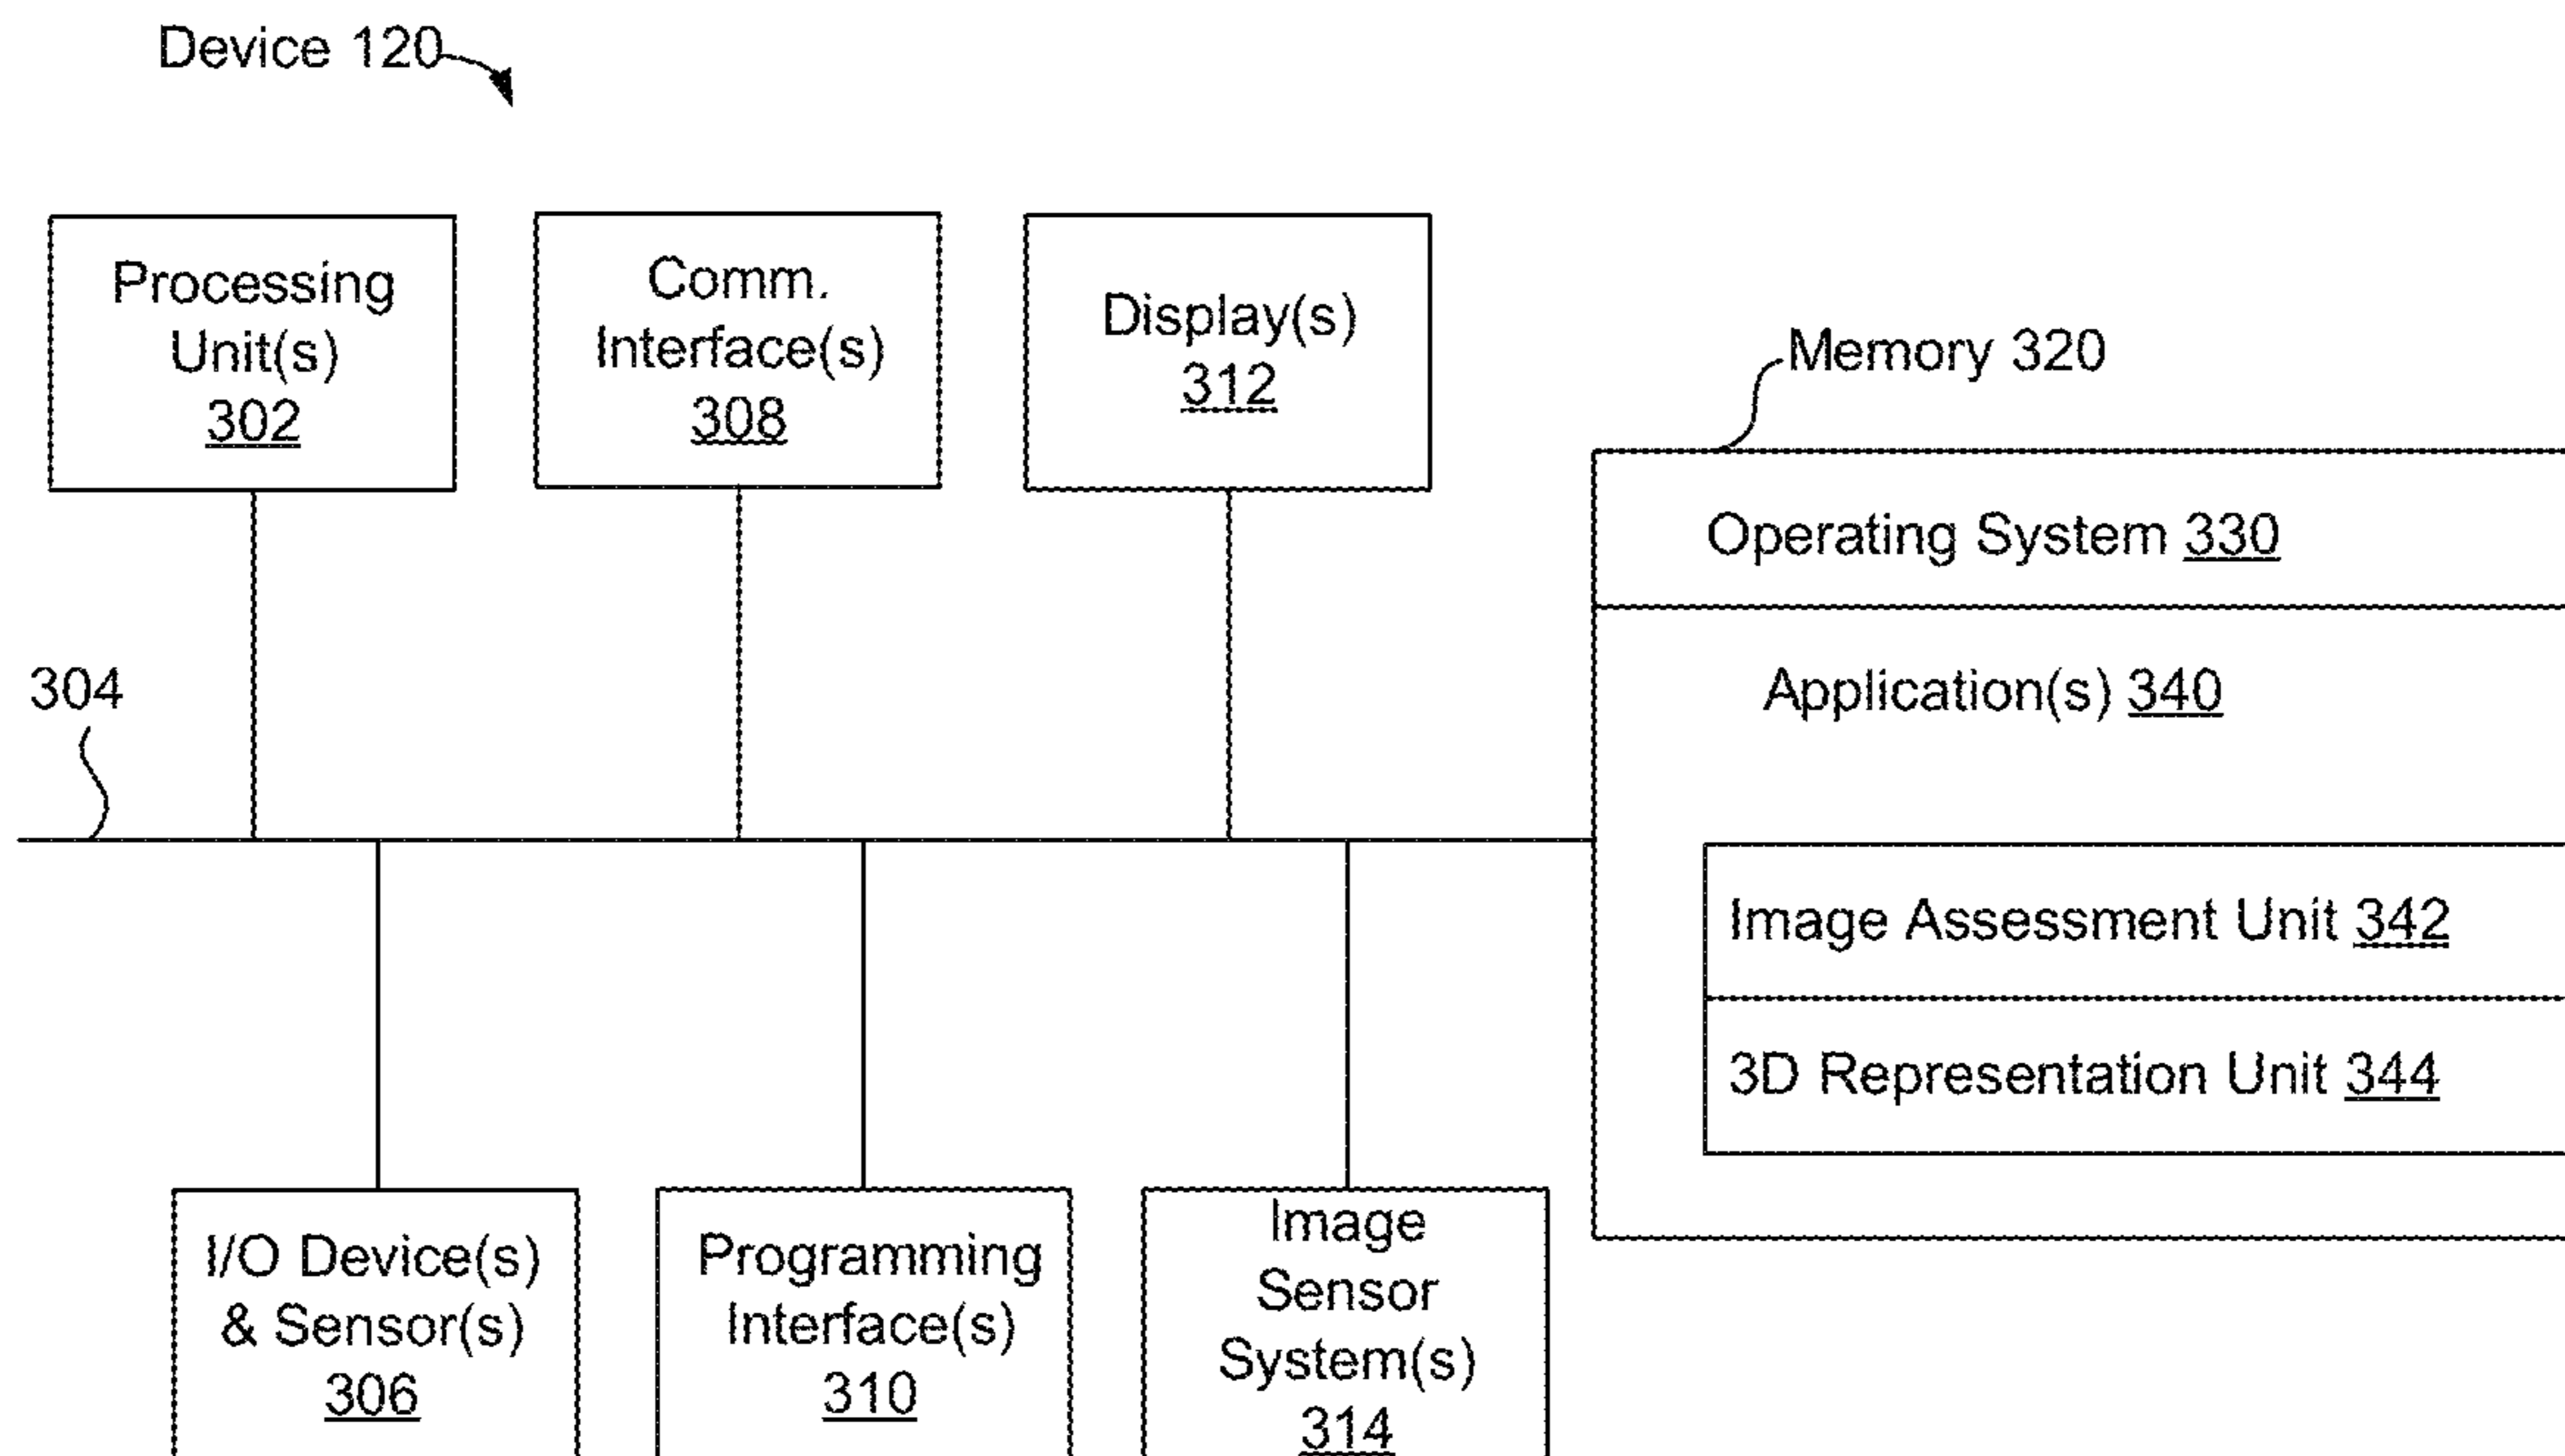 Device 120
Processing
Unit(s)
302
Comm.
Interface(s)
308
Display(s)
312
Memory 320
Operating System 330
Application(s) 340
Image Assessment Unit 342
3D Representation Unit 344
304
I/O Device(s)
& Sensor(s)
306
Programming
Interface(s)
310
Image
Sensor
System(s)
314